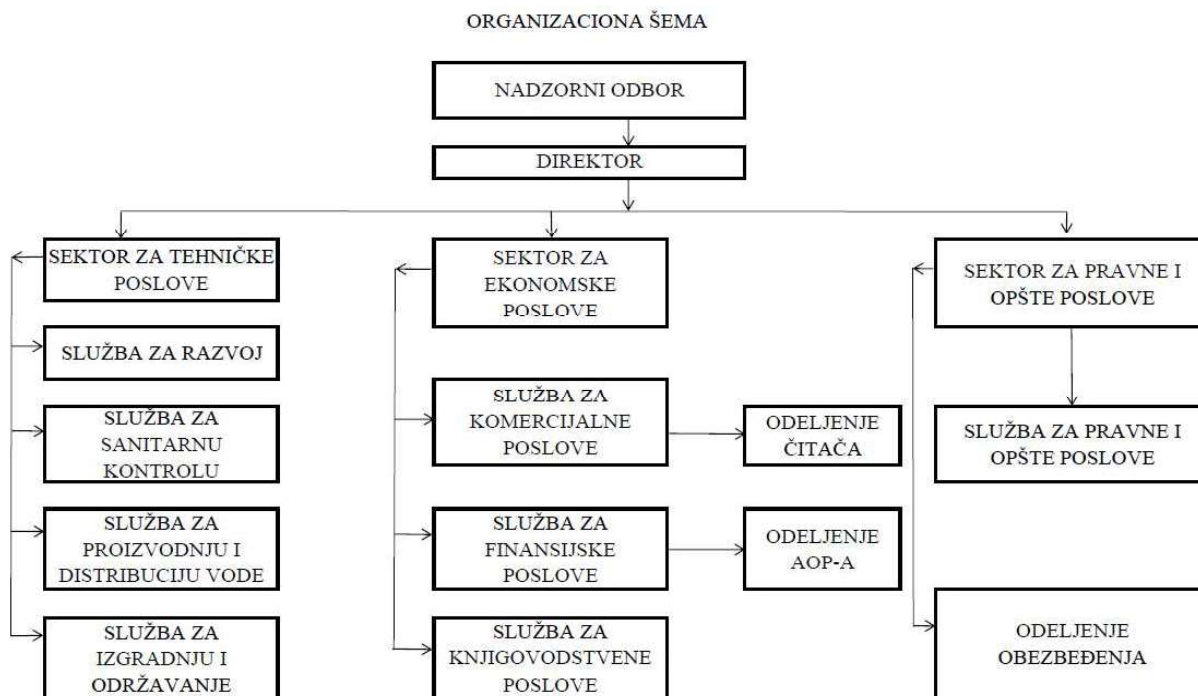 ORGANIZACIONA ŠEMA
NADZORNI ODBOR
DIREKTOR
SEKTOR ZA TEHNIČKE
POSLOVE
SLUŽBA ZA RAZVOJ
SLUŽBA ZA
SANITARNU
KONTROLU
SLUŽBA ZA
PROIZVODNJU I
DISTRIBUCIJU VODE
SLUŽBA ZA
IZGRADNJU I
ODRŽAVANJE
SEKTOR ZA
EKONOMSKE
POSLOVE
SLUŽBA ZA
KOMERCIJALNE
POSLOVE
ODELJENJE
ČITAČA
SLUŽBA ZA
FINANSIJSKE
POSLOVE
ODELJENJE
AOP-A
SLUŽBA ZA
KNJIGOVODSTVENE
POSLOVE
SEKTOR ZA PRAVNE I
OPŠTE POSLOVE
SLUŽBA ZA PRAVNE I
OPŠTE POSLOVE
ODELJENJE
OBEZBEĐENJA